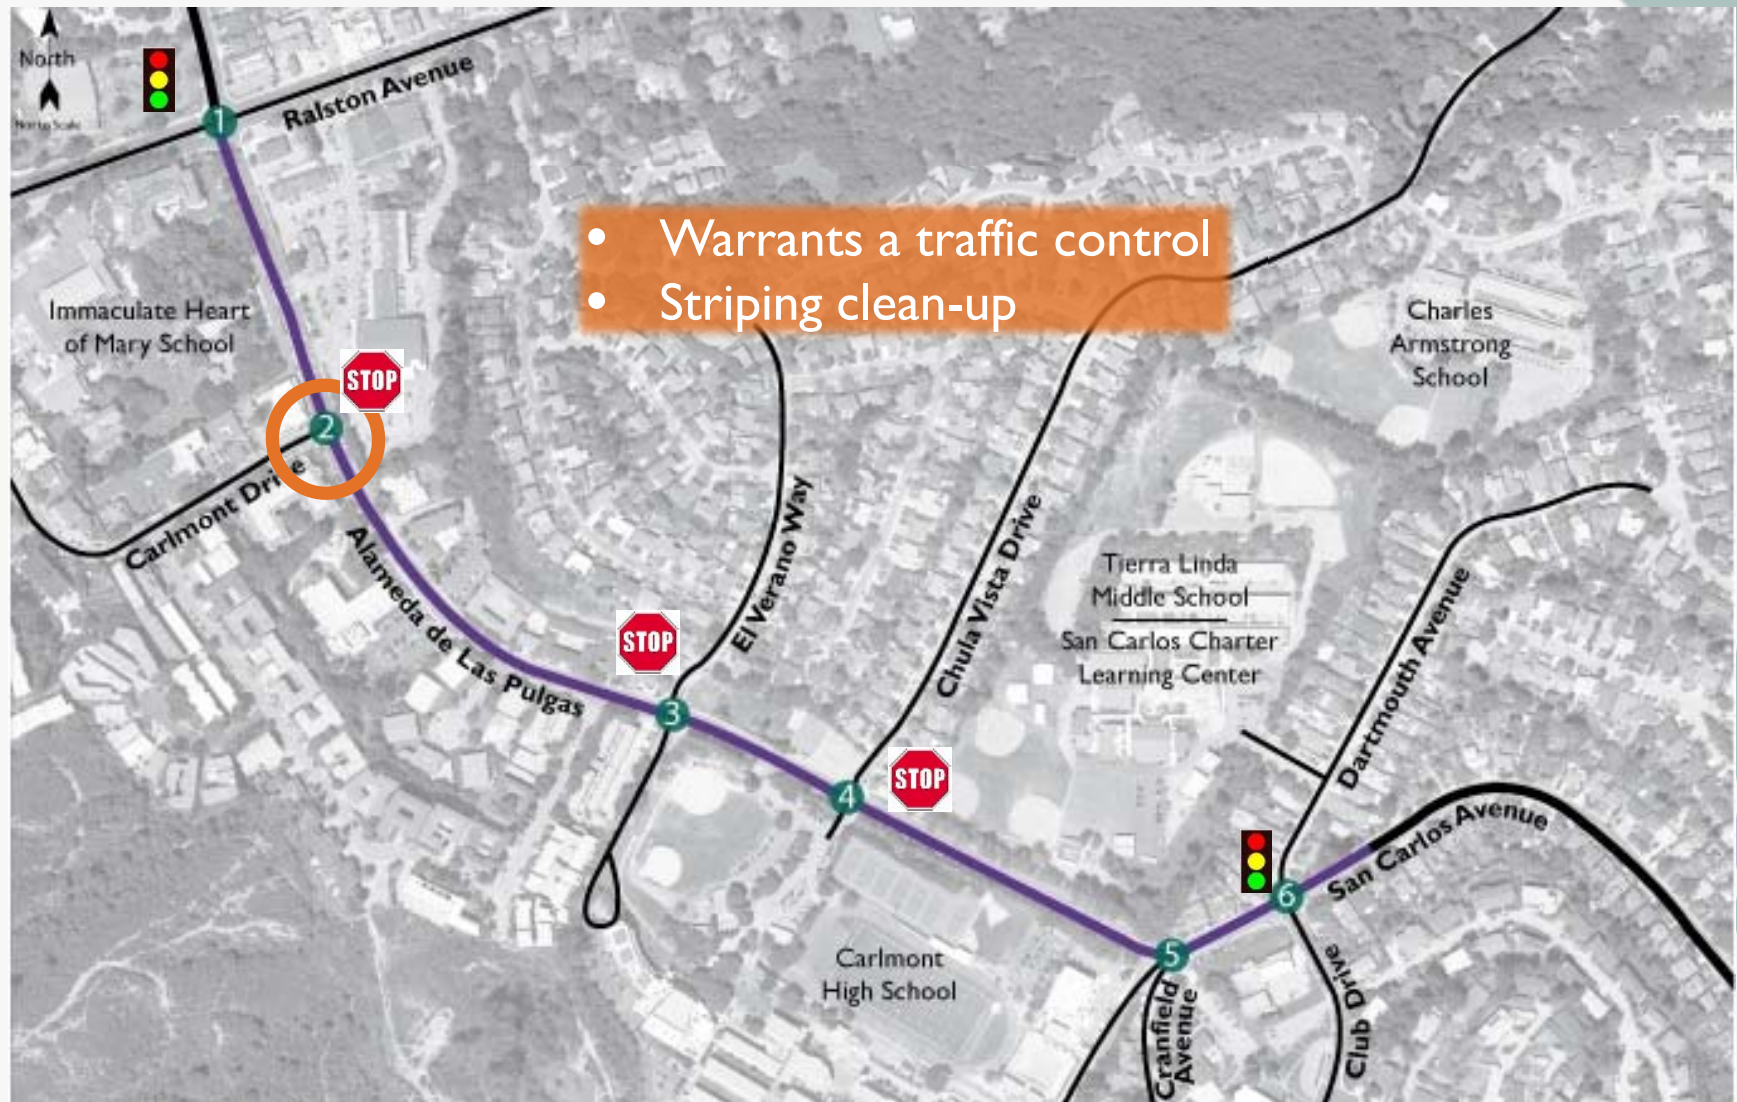 North
Not to Scale
Ralston Avenue
1
• Warrants a traffic control
• Striping clean-up
Immaculate Heart
of Mary School
Charles
Armstrong
School
STOP
2
Carlmont Drive
Alameda de Las Pulgas
El Verano Way
Chula Vista Drive
Tierra Linda
Middle School
San Carlos Charter
Learning Center
Dartmouth Avenue
STOP
3
STOP
4
San Carlos Avenue
6
5
Carlmont
High School
Cranfield
Avenue
Club Drive